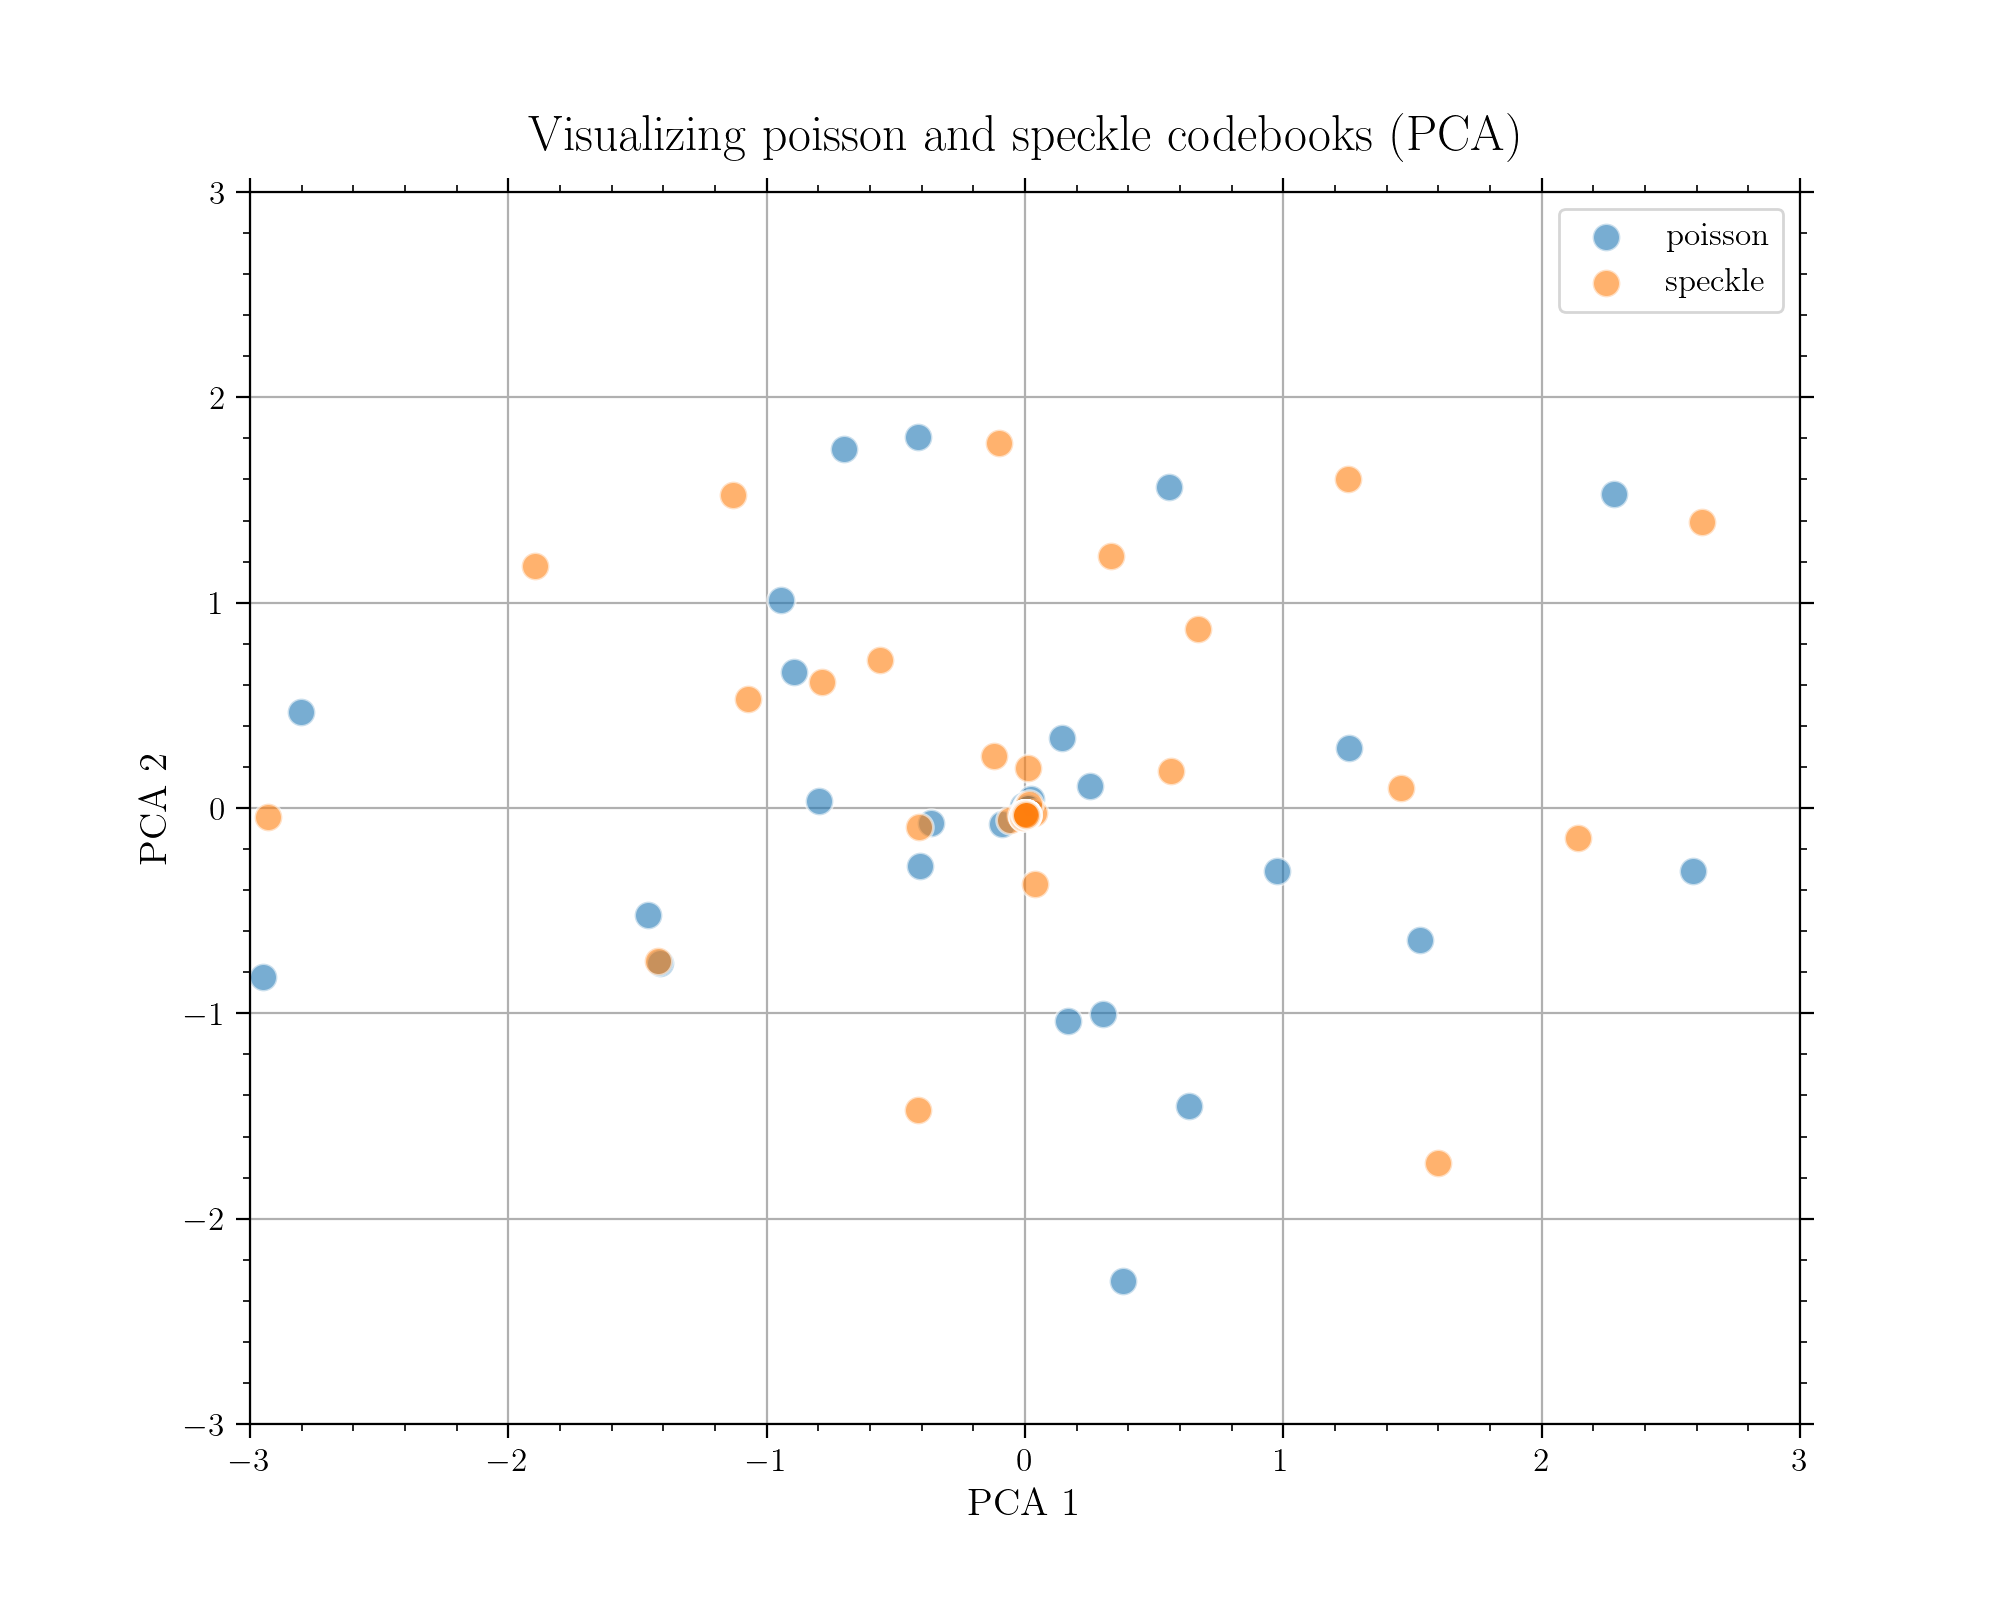 Visualizing poisson and speckle codebooks (PCA)
poisson
speckle
3
2
1
0
−1
−2
−3
PCA 2
−3
−2
−1
0
1
2
3
PCA 1